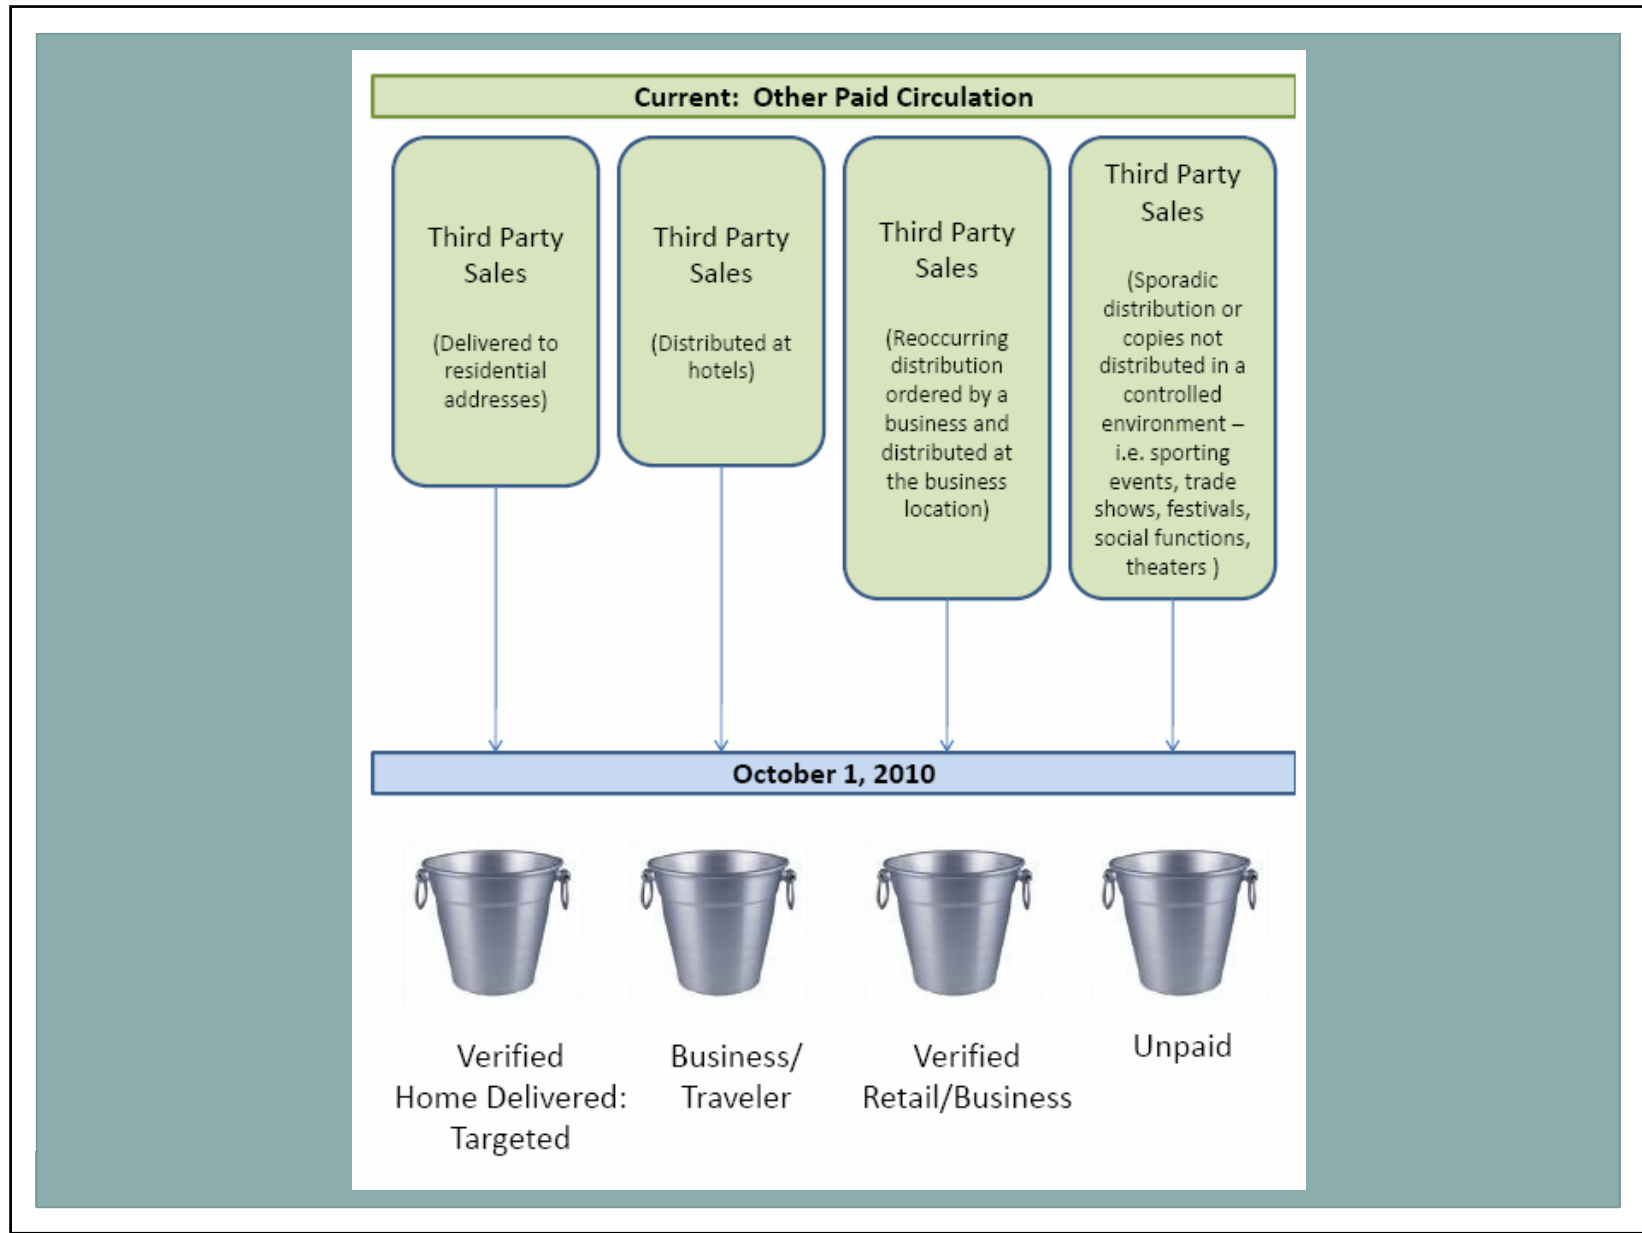 Current:  Other Paid Circulation
Third Party
Sales
(Delivered to
residential
addresses)
Third Party
Sales
(Distributed at
hotels)
Third Party
Sales
(Reoccurring
distribution
ordered by a
business and
distributed at
the business
location)
Third Party
Sales
(Sporadic
distribution or
copies not
distributed in a
controlled
environment –
i.e. sporting
events, trade
shows, festivals,
social functions,
theaters )
October 1, 2010
Verified
Home Delivered:
Targeted
Business/
Traveler
Verified
Retail/Business
Unpaid